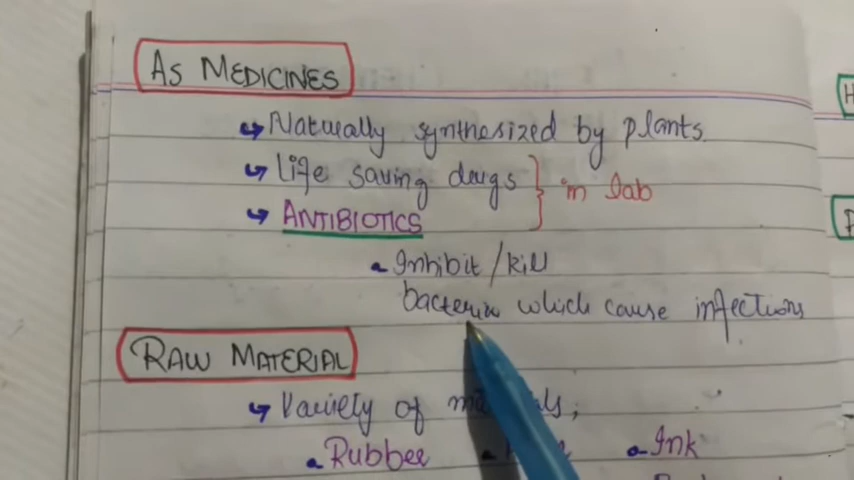 AS MEDICINES
↳ Naturally synthesized by plants.
↳ Life saving drugs } in lab
↳ ANTIBIOTICS
Inhibit / kill
bacteria which cause infections
RAW MATERIAL
↳ Variety of
Rubber
Ink